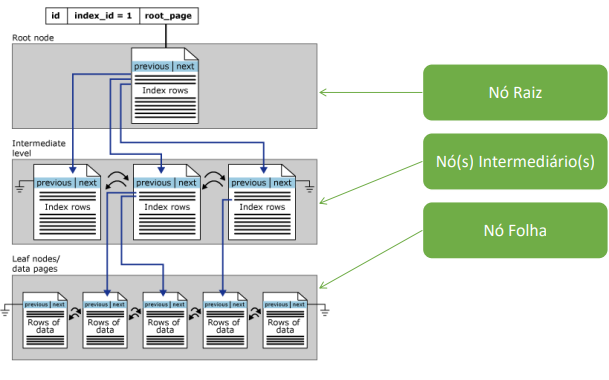 id index_id = 1 root_page
Root node
previous next
Index rows
Nó Raiz
Intermediate
level
previous next previous next previous next
Index rows Index rows Index rows
Nó(s) Intermediário(s)
Nó Folha
Leaf nodes/
data pages
previous next previous next previous next previous next previous next
Rows of Rows of Rows of Rows of Rows of
data data data data data